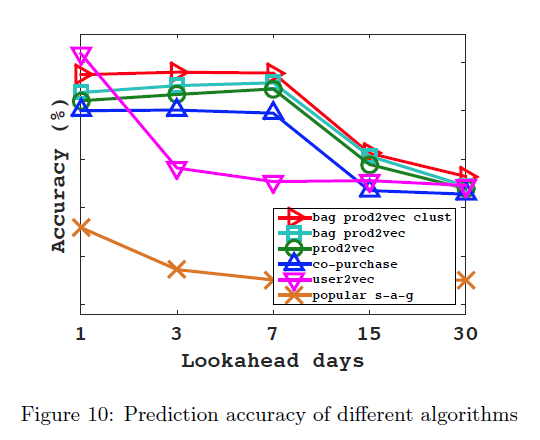 Accuracy (%)
bag prod2vec clust
bag prod2vec
prod2vec
co-purchase
user2vec
popular s-a-g
1 3 7 15 30
Lookahead days
Figure 10: Prediction accuracy of different algorithms